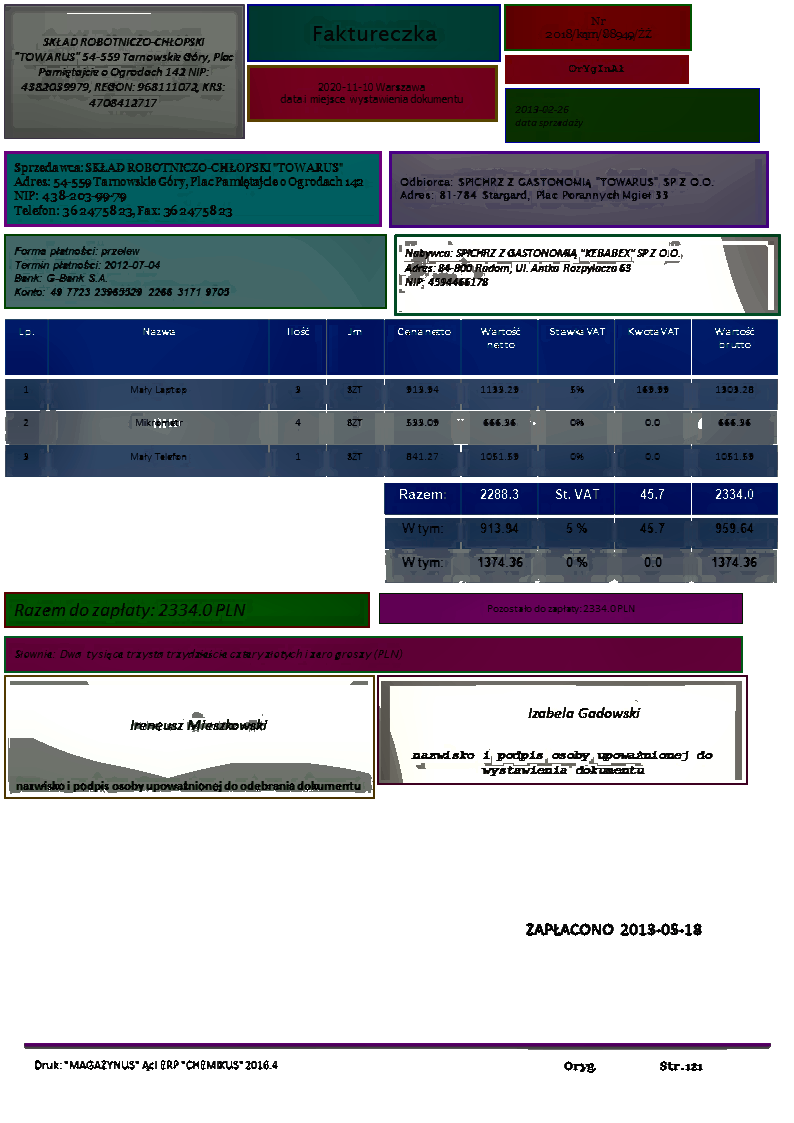 SKŁAD ROBOTNICZO-CHŁOPSKI
"TOWARUS" 54-559 Tarnowskie Góry, Plac
Pamiętajcie o Ogrodach 142 NIP:
4382039979, REGON: 968111072, KRS:
4708412717
Faktureczka
2020-11-10 Warszawa
data i miejsce wystawienia dokumentu
Nr
OrYgInAł
2013-02-26
data sprzedaży
Sprzedawca: SKŁAD ROBOTNICZO-CHŁOPSKI "TOWARUS"
Adres: 54-559 Tarnowskie Góry, Plac Pamiętajcie o Ogrodach 142
NIP: 438-203-99-79
Telefon: 36 2475823, Fax: 36 2475823
Odbiorca: SPICHRZ Z GASTONOMIĄ "TOWARUS" SP Z O.O.
Adres: 81-784 Stargard, Plac Porannych Mgieł 33
Forma płatności: przelew
Termin płatności: 2012-07-04
Bank: G-Bank S.A.
Konto: 49 7723 23965529 2266 3171 9705
Nabywca: SPICHRZ Z GASTONOMIĄ "KEBABEX" SP Z O.O.
Adres: 84-800 Radom, Ul. Antka Rozpylacza 65
NIP: 4594466178
Lp. Nazwa Ilość Jm Cena netto Wartość netto Stawka VAT Kwota VAT Wartość brutto
1 Mały Laptop 3 SZT 913.94 1133.29 5% 169.99 1303.28
2 4 SZT 533.09 666.36 0% 0.0 666.36
3 Mały Telefon 1 SZT 841.27 1051.59 0% 0.0 1051.59
Razem: 2288.3 St. VAT 45.7 2334.0
W tym: 913.94 5 % 45.7 959.64
W tym: 1374.36 0 % 0.0 1374.36
Razem do zapłaty: 2334.0 PLN
Pozostało do zapłaty: 2334.0 PLN
Słownie: Dwa tysiące trzysta trzydzieści cztery złotych i zero groszy (PLN)
Ireneusz Mieszkowski
nazwisko i podpis osoby upoważnionej do odebrania dokumentu
Izabela Gadowski
nazwisko i podpis osoby upoważnionej do
wystawienia dokumentu
ZAPŁACONO 2013-05-18
Druk: "MAGAZYNUS" Apl ERP "CHEMIKUS" 2016.4
Oryg. Str. 121